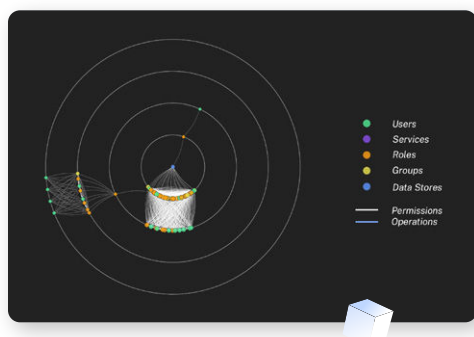 Users
Services
Roles
Groups
Data Stores
Permissions
Operations